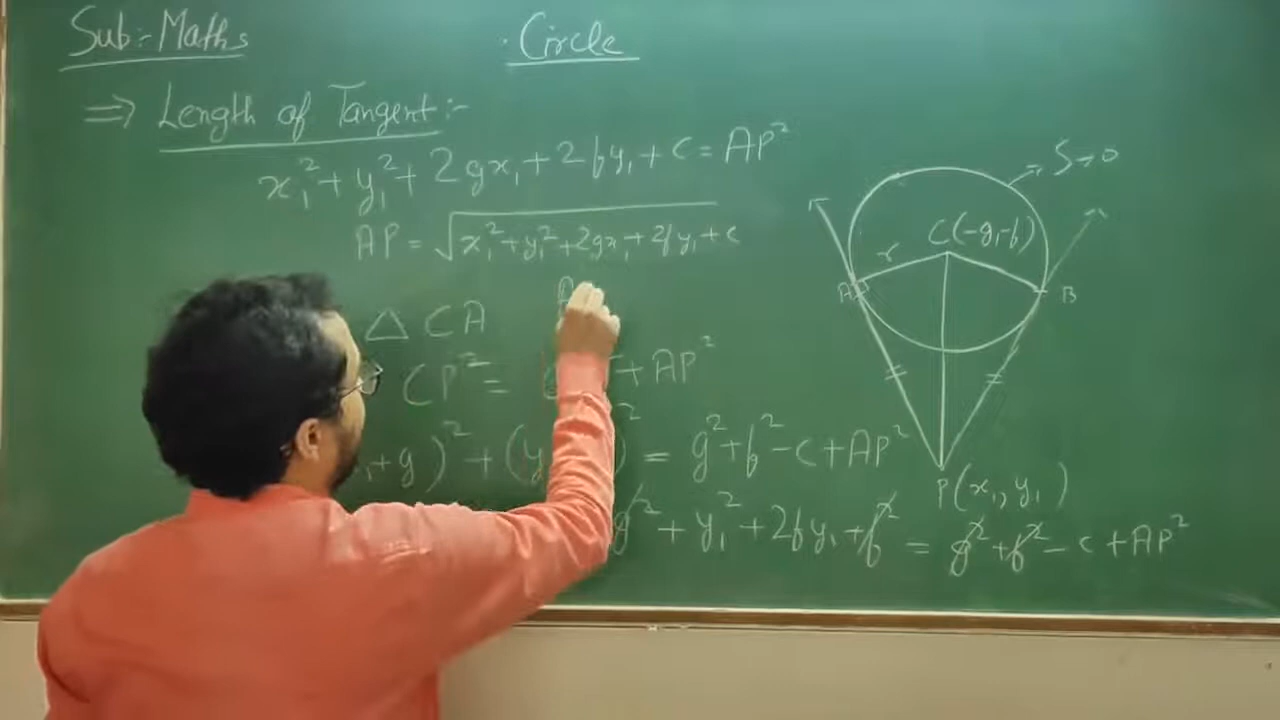 Sub:- Maths
Circle
⇒ Length of Tangent:-
x₁² + y₁² + 2gx₁ + 2fy₁ + c = AP²
AP = √x₁² + y₁² + 2gx₁ + 2fy₁ + c
△ CA
CP² = + AP²
+g)² + (y )² = g² + f² - c + AP²
g² + y₁² + 2fy₁ + f² = g² + f² - c + AP²
S=0
C(-g,-f)
r
A
B
P(x₁, y₁)